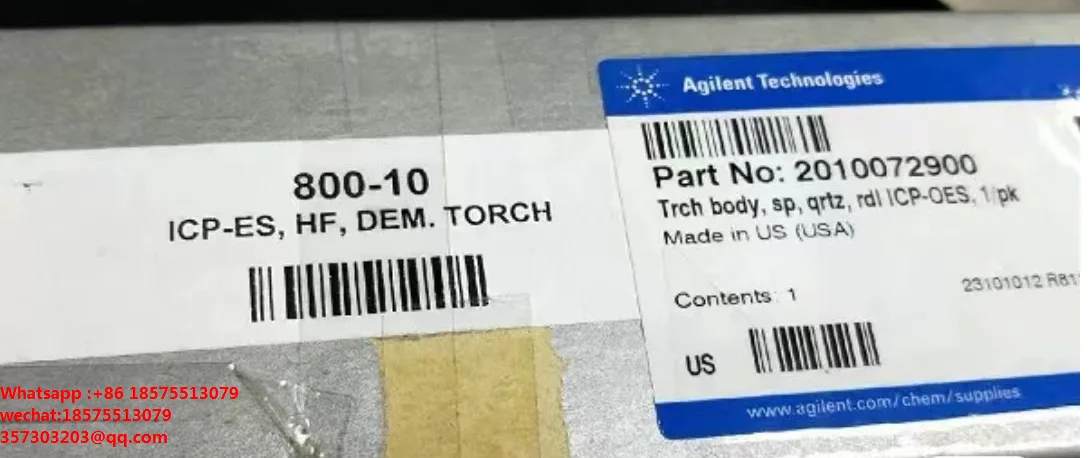 800-10
ICP-ES, HF, DEM. TORCH
Agilent Technologies
Part No: 2010072900
Trch body, sp, qrtz, rdl ICP-OES, 1/pk
Made in US (USA)
Contents: 1
23101012 R81
US
www.agilent.com/chem/supplies
Whatsapp :+86 18575513079
wechat:18575513079
357303203@qq.com